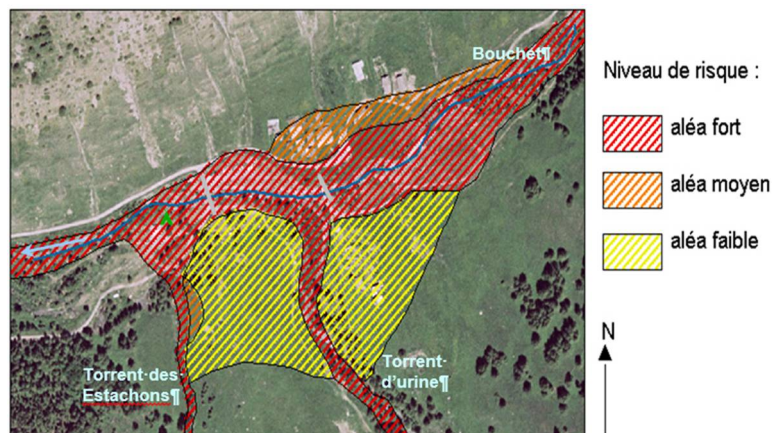 Bouchet¶
Niveau de risque :
aléa fort
aléa moyen
aléa faible
N
Torrent·des·
Estachons¶
Torrent·
d'urine¶